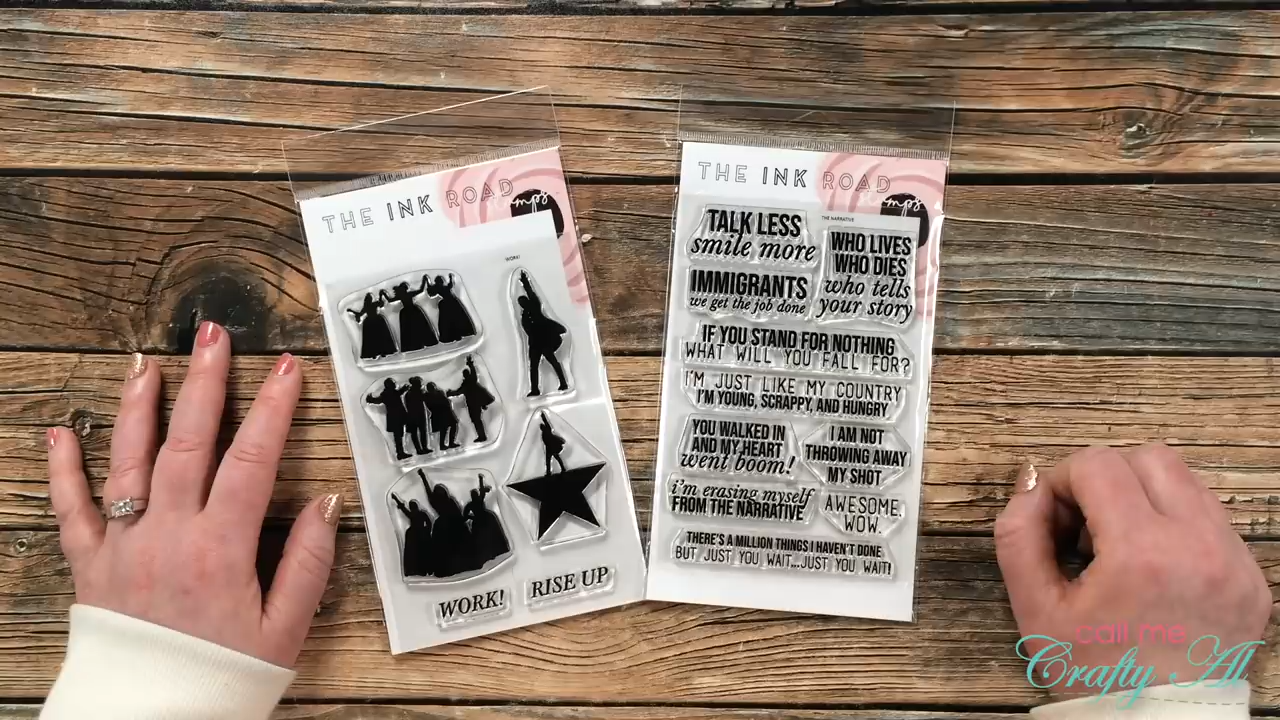 THE INK ROAD
stamps
WORK!
WORK!
RISE UP
THE INK ROAD
stamps
THE NARRATIVE
TALK LESS
smile more
WHO LIVES
WHO DIES
who tells
your story
IMMIGRANTS
we get the job done
IF YOU STAND FOR NOTHING
WHAT WILL YOU FALL FOR?
I'M JUST LIKE MY COUNTRY
I'M YOUNG, SCRAPPY, AND HUNGRY
YOU WALKED IN
AND MY HEART
went boom!
I AM NOT
THROWING AWAY
MY SHOT
i'm erasing myself
FROM THE NARRATIVE
AWESOME.
WOW.
THERE'S A MILLION THINGS I HAVEN'T DONE
BUT JUST YOU WAIT...JUST YOU WAIT!
call me
Crafty Al